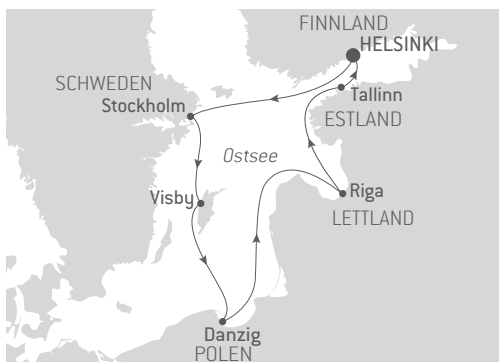 FINNLAND
HELSINKI
SCHWEDEN
Stockholm
Tallinn
ESTLAND
Ostsee
Visby
Riga
LETTLAND
Danzig
POLEN